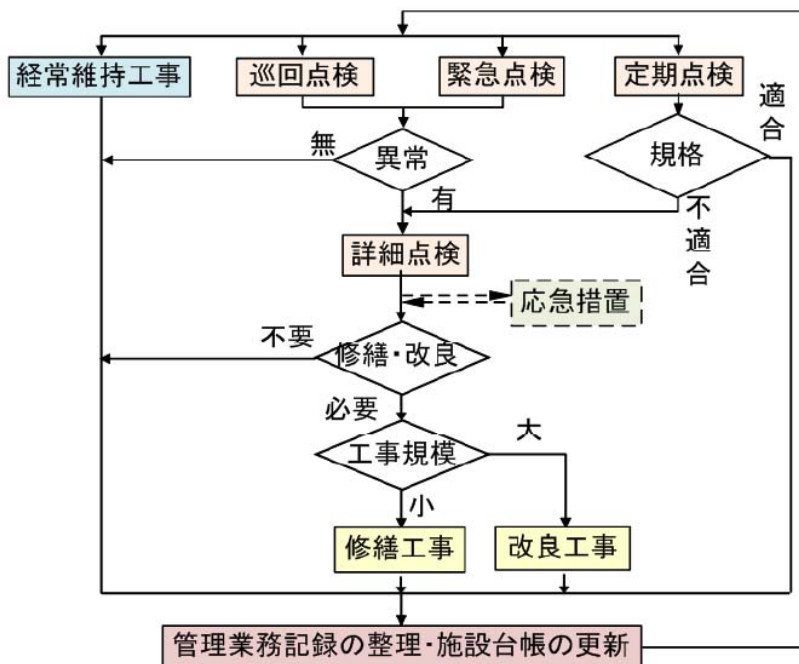 経常維持工事
巡回点検
緊急点検
定期点検
適合
無
異常
規格
有
不適合
詳細点検
応急措置
不要
修繕・改良
必要
工事規模
大
小
修繕工事
改良工事
管理業務記録の整理・施設台帳の更新